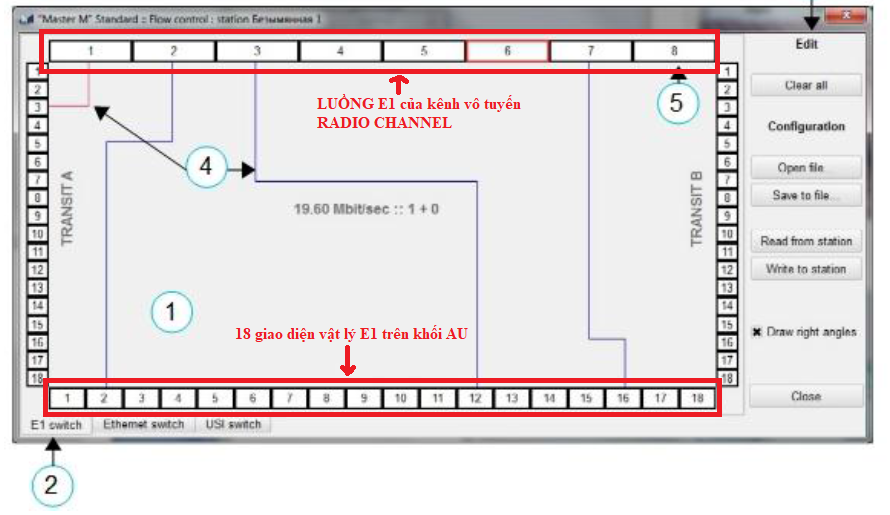 "Master M" Standard :: Flow control : station Безымянная 1
1 2 3 4 5 6 7 8
Edit
Clear all
Configuration
Open file...
Save to file...
Read from station
Write to station
Draw right angles
Close
1
2
3
4
5
6
7
8
9
10
11
12
13
14
15
16
17
18
TRANSIT A
LUỒNG E1 của kênh vô tuyến
RADIO CHANNEL
5
4
19.60 Mbit/sec :: 1 + 0
1
18 giao diện vật lý E1 trên khối AU
TRANSIT B
1
2
3
4
5
6
7
8
9
10
11
12
13
14
15
16
17
18
1 2 3 4 5 6 7 8 9 10 11 12 13 14 15 16 17 18
E1 switch Ethernet switch USI switch
2